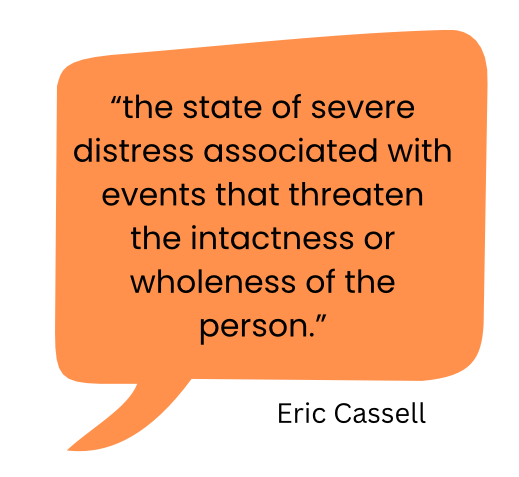 “the state of severe
distress associated with
events that threaten
the intactness or
wholeness of the
person.”
Eric Cassell